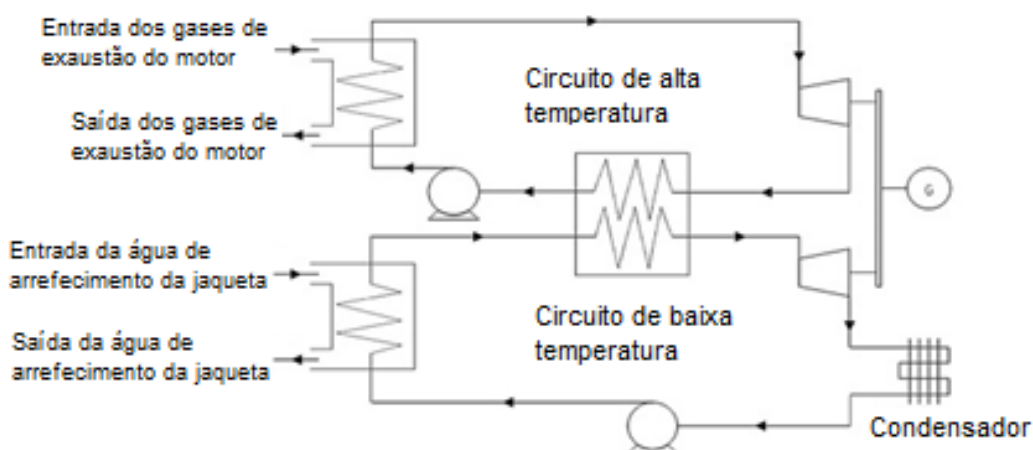 Entrada dos gases de
exaustão do motor
Saída dos gases de
exaustão do motor
Circuito de alta
temperatura
G
Entrada da água de
arrefecimento da jaqueta
Saída da água de
arrefecimento da jaqueta
Circuito de baixa
temperatura
Condensador